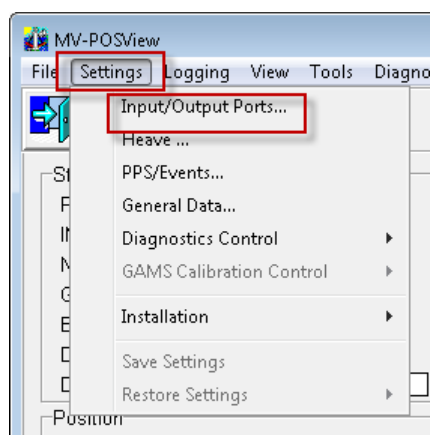 MV-POSView
File Settings Logging View Tools Diagno
Input/Output Ports...
Heave ...
PPS/Events...
General Data...
Diagnostics Control
GAMS Calibration Control
Installation
Save Settings
Restore Settings
Position